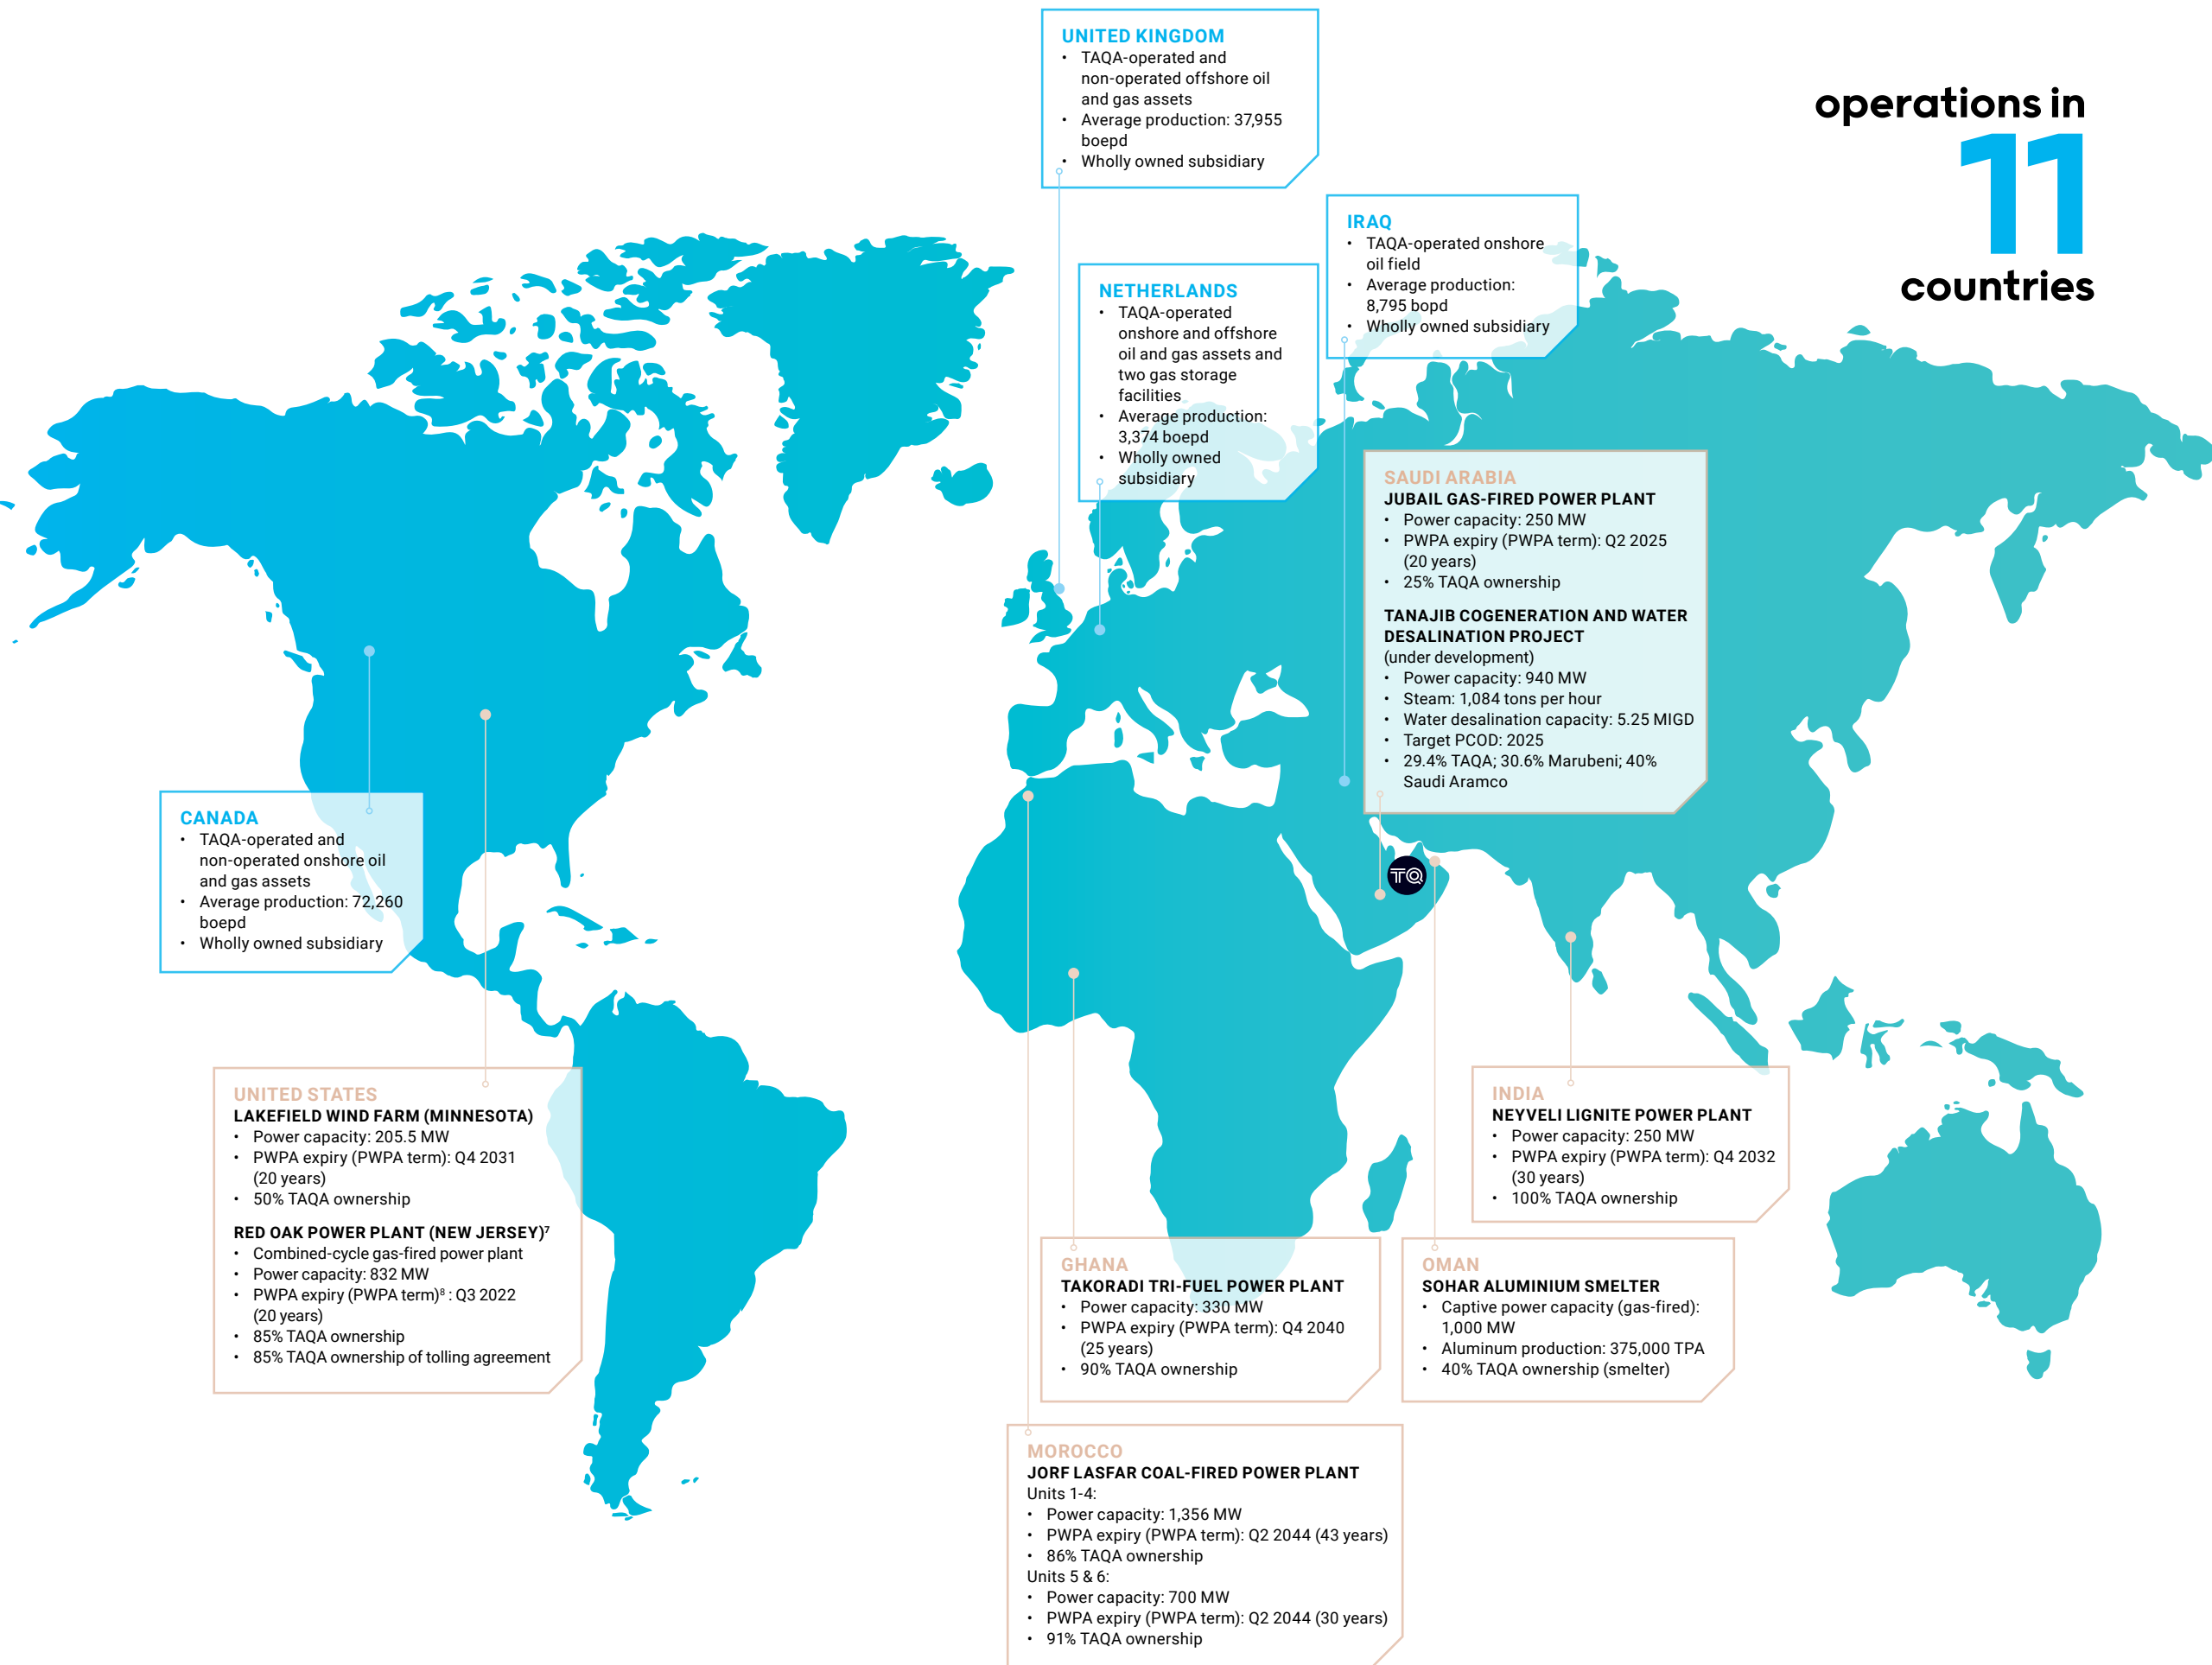 UNITED KINGDOM
• TAQA-operated and
non-operated offshore oil
and gas assets
• Average production: 37,955
boepd
• Wholly owned subsidiary
operations in
11
countries
IRAQ
• TAQA-operated onshore
oil field
• Average production:
8,795 bopd
• Wholly owned subsidiary
NETHERLANDS
• TAQA-operated
onshore and offshore
oil and gas assets and
two gas storage
facilities
• Average production:
3,374 boepd
• Wholly owned
subsidiary
SAUDI ARABIA
JUBAIL GAS-FIRED POWER PLANT
• Power capacity: 250 MW
• PWPA expiry (PWPA term): Q2 2025
(20 years)
• 25% TAQA ownership
TANAJIB COGENERATION AND WATER
DESALINATION PROJECT
(under development)
• Power capacity: 940 MW
• Steam: 1,084 tons per hour
• Water desalination capacity: 5.25 MIGD
• Target PCOD: 2025
• 29.4% TAQA; 30.6% Marubeni; 40%
Saudi Aramco
CANADA
• TAQA-operated and
non-operated onshore oil
and gas assets
• Average production: 72,260
boepd
• Wholly owned subsidiary
TQ
UNITED STATES
LAKEFIELD WIND FARM (MINNESOTA)
• Power capacity: 205.5 MW
• PWPA expiry (PWPA term): Q4 2031
(20 years)
• 50% TAQA ownership
RED OAK POWER PLANT (NEW JERSEY)⁷
• Combined-cycle gas-fired power plant
• Power capacity: 832 MW
• PWPA expiry (PWPA term)⁸ : Q3 2022
(20 years)
• 85% TAQA ownership
• 85% TAQA ownership of tolling agreement
INDIA
NEYVELI LIGNITE POWER PLANT
• Power capacity: 250 MW
• PWPA expiry (PWPA term): Q4 2032
(30 years)
• 100% TAQA ownership
GHANA
TAKORADI TRI-FUEL POWER PLANT
• Power capacity: 330 MW
• PWPA expiry (PWPA term): Q4 2040
(25 years)
• 90% TAQA ownership
OMAN
SOHAR ALUMINIUM SMELTER
• Captive power capacity (gas-fired):
1,000 MW
• Aluminum production: 375,000 TPA
• 40% TAQA ownership (smelter)
MOROCCO
JORF LASFAR COAL-FIRED POWER PLANT
Units 1-4:
• Power capacity: 1,356 MW
• PWPA expiry (PWPA term): Q2 2044 (43 years)
• 86% TAQA ownership
Units 5 & 6:
• Power capacity: 700 MW
• PWPA expiry (PWPA term): Q2 2044 (30 years)
• 91% TAQA ownership